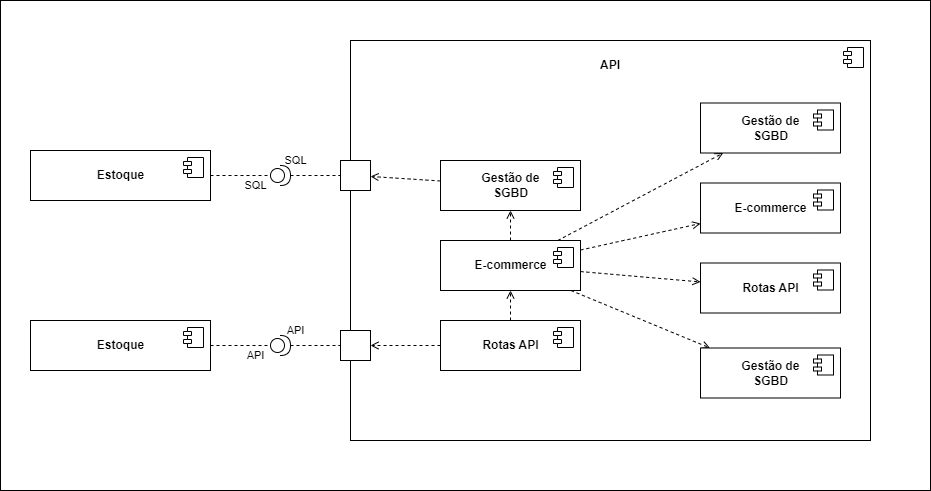 API
Gestão de
SGBD
SQL
Estoque
SQL
Gestão de
SGBD
E-commerce
E-commerce
Rotas API
API
Estoque
API
Rotas API
Gestão de
SGBD